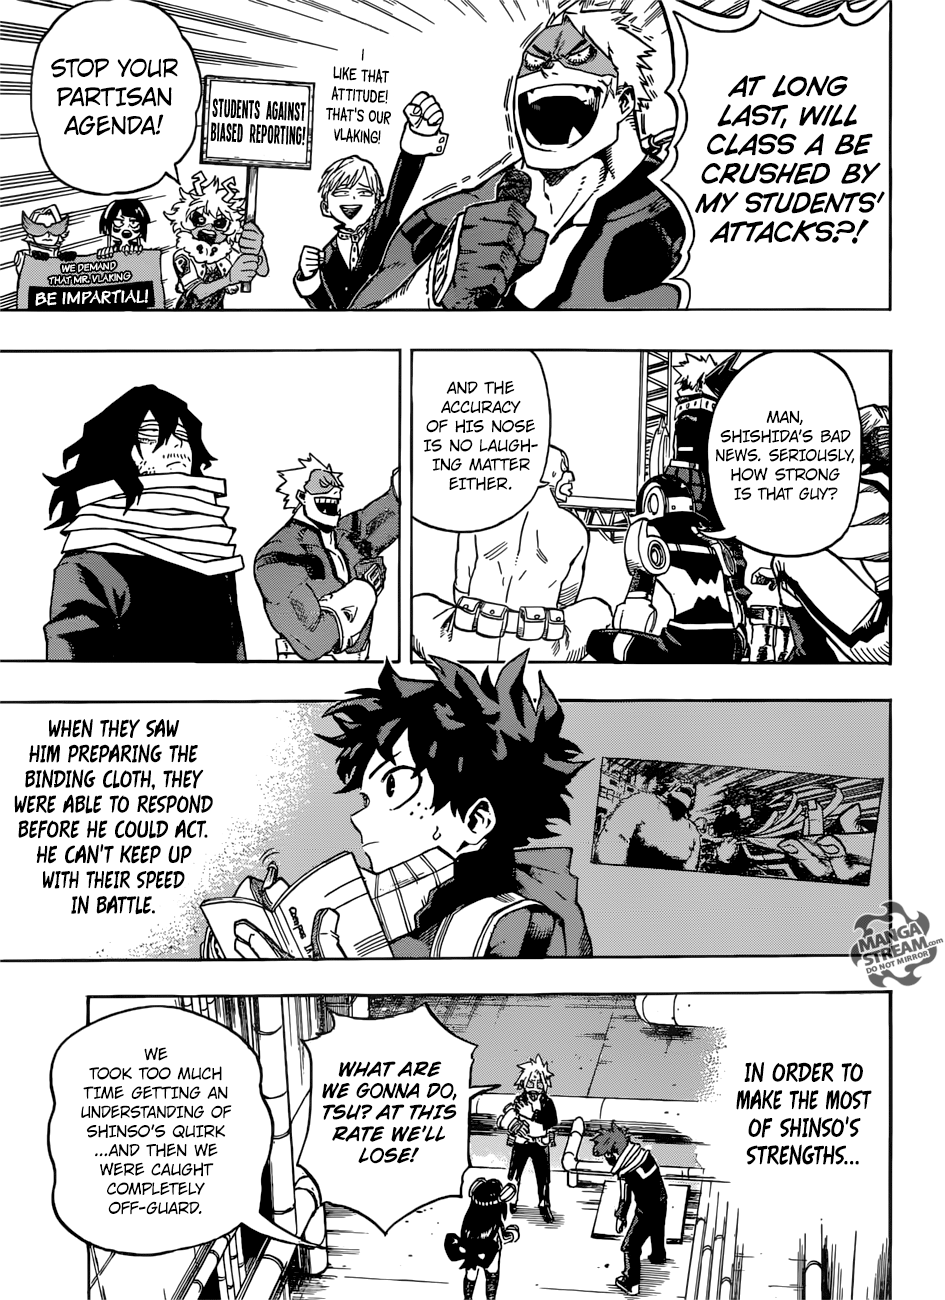 AT LONG
LAST, WILL
CLASS A BE
CRUSHED BY
MY STUDENTS'
ATTACKS?!
I
LIKE THAT
ATTITUDE!
THAT'S OUR
VLAKING!
STUDENTS AGAINST
BIASED REPORTING!
STOP YOUR
PARTISAN
AGENDA!
WE DEMAND
THAT MR. VLAKING
BE IMPARTIAL!
MAN,
SHISHIDA'S BAD
NEWS. SERIOUSLY,
HOW STRONG
IS THAT GUY?
AND THE
ACCURACY
OF HIS NOSE
IS NO LAUGH-
ING MATTER
EITHER.
WHEN THEY SAW
HIM PREPARING THE
BINDING CLOTH, THEY
WERE ABLE TO RESPOND
BEFORE HE COULD ACT.
HE CAN'T KEEP UP
WITH THEIR SPEED
IN BATTLE.
MANGA
STREAM.com
DO NOT MIRROR
IN ORDER TO
MAKE THE MOST
OF SHINSO'S
STRENGTHS...
WHAT ARE
WE GONNA DO,
TSU? AT THIS
RATE WE'LL
LOSE!
WE
TOOK TOO MUCH
TIME GETTING AN
UNDERSTANDING OF
SHINSO'S QUIRK
...AND THEN WE
WERE CAUGHT
COMPLETELY
OFF-GUARD.